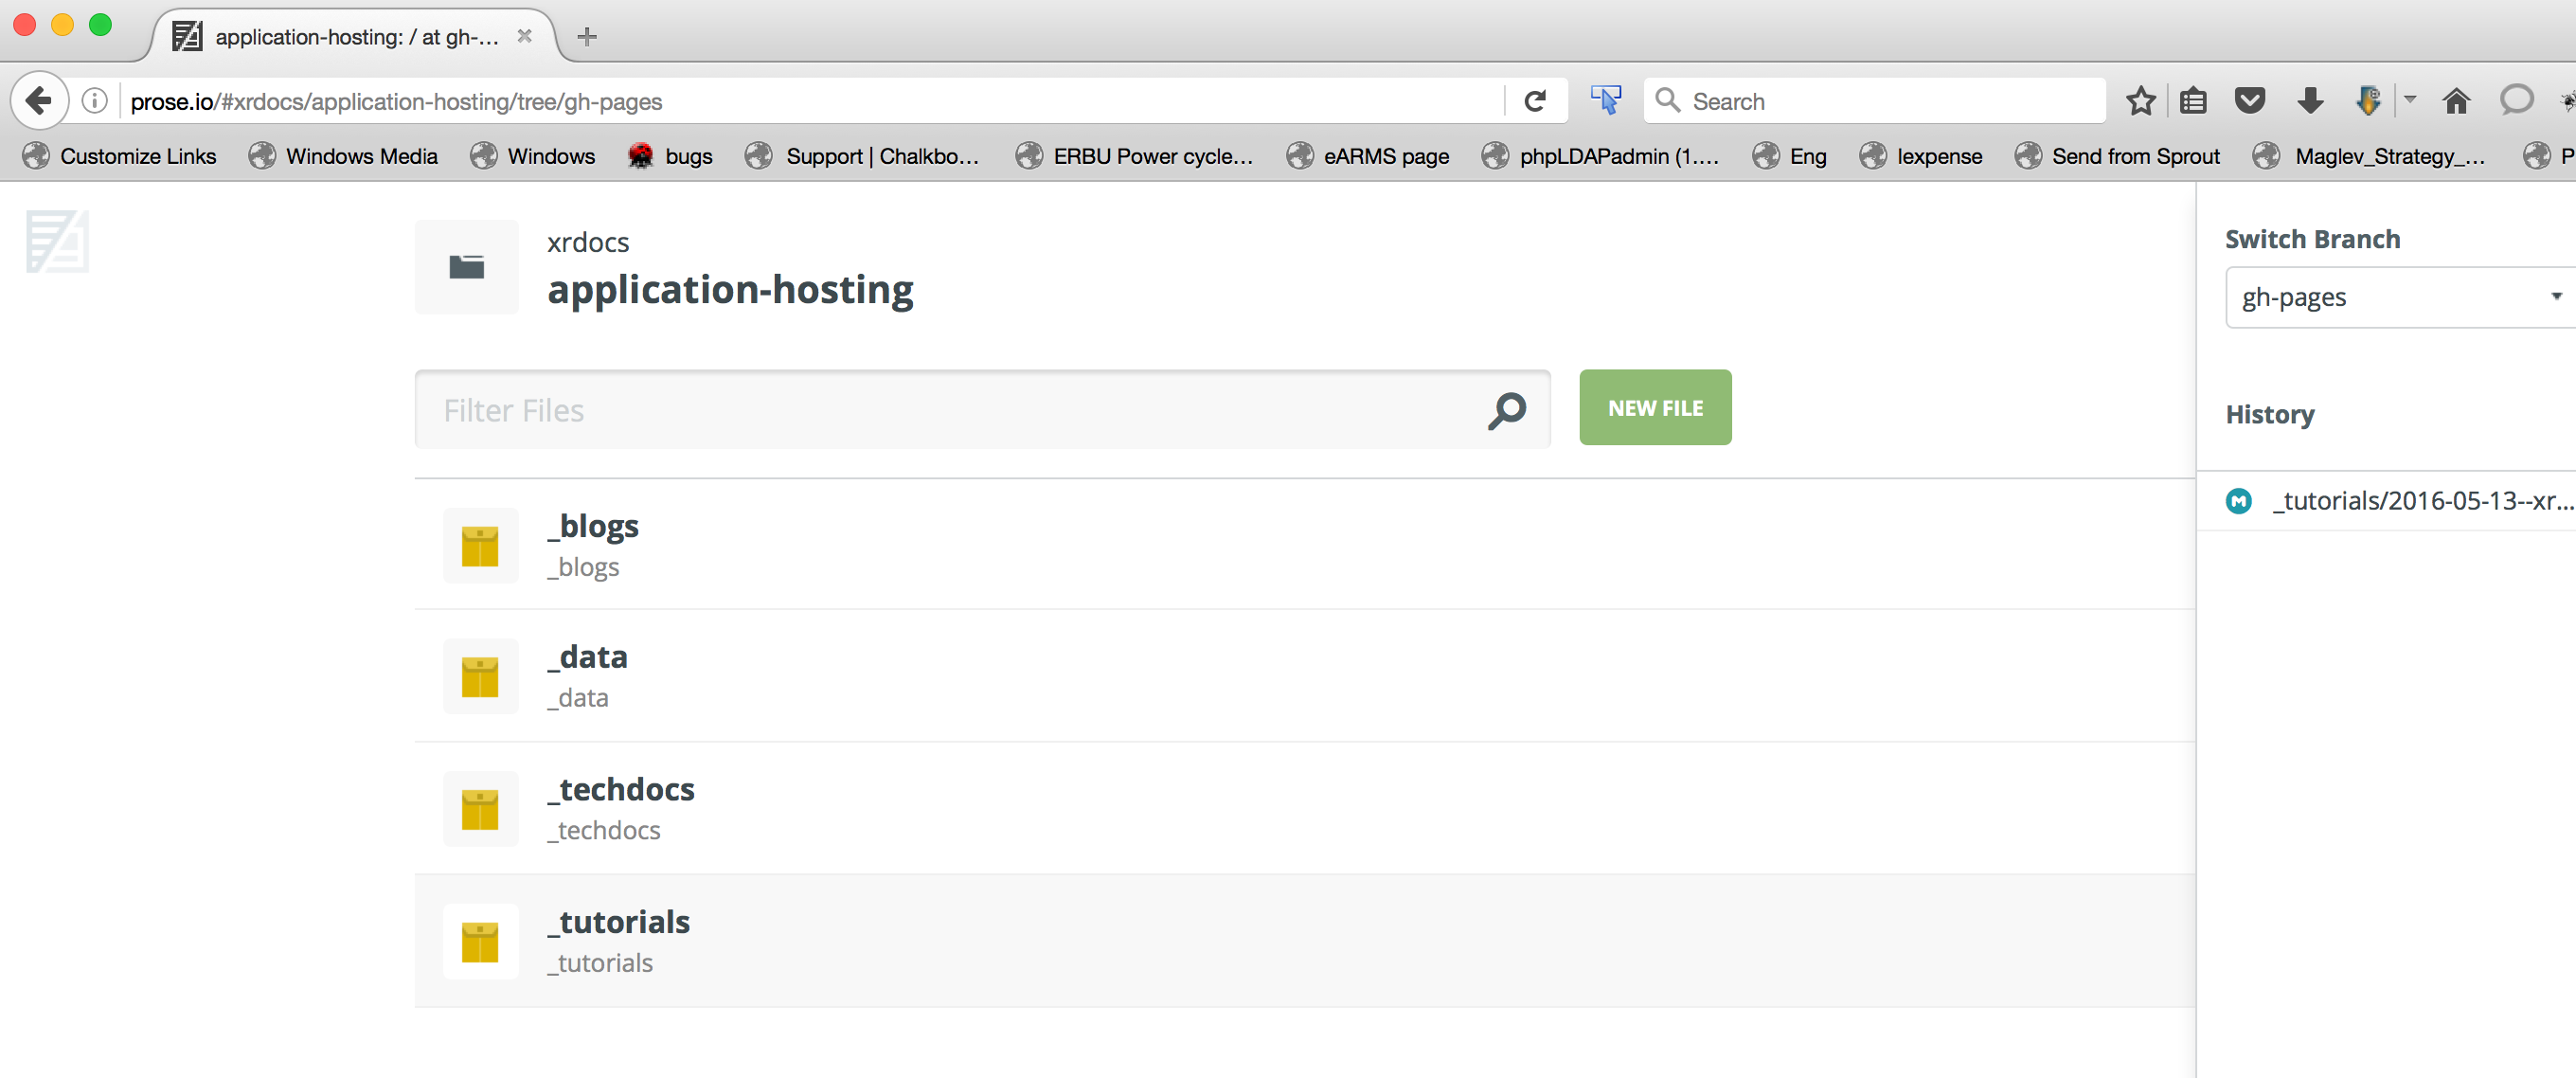 application-hosting: / at gh-...
prose.io/#xrdocs/application-hosting/tree/gh-pages
Search
Customize Links
Windows Media
Windows
bugs
Support | Chalkbo...
ERBU Power cycle...
eARMS page
phpLDAPadmin (1....
Eng
Iexpense
Send from Sprout
Maglev_Strategy_...
P
xrdocs
application-hosting
Filter Files
NEW FILE
_blogs
_blogs
_data
_data
_techdocs
_techdocs
_tutorials
_tutorials
Switch Branch
gh-pages
History
M
_tutorials/2016-05-13--xr...